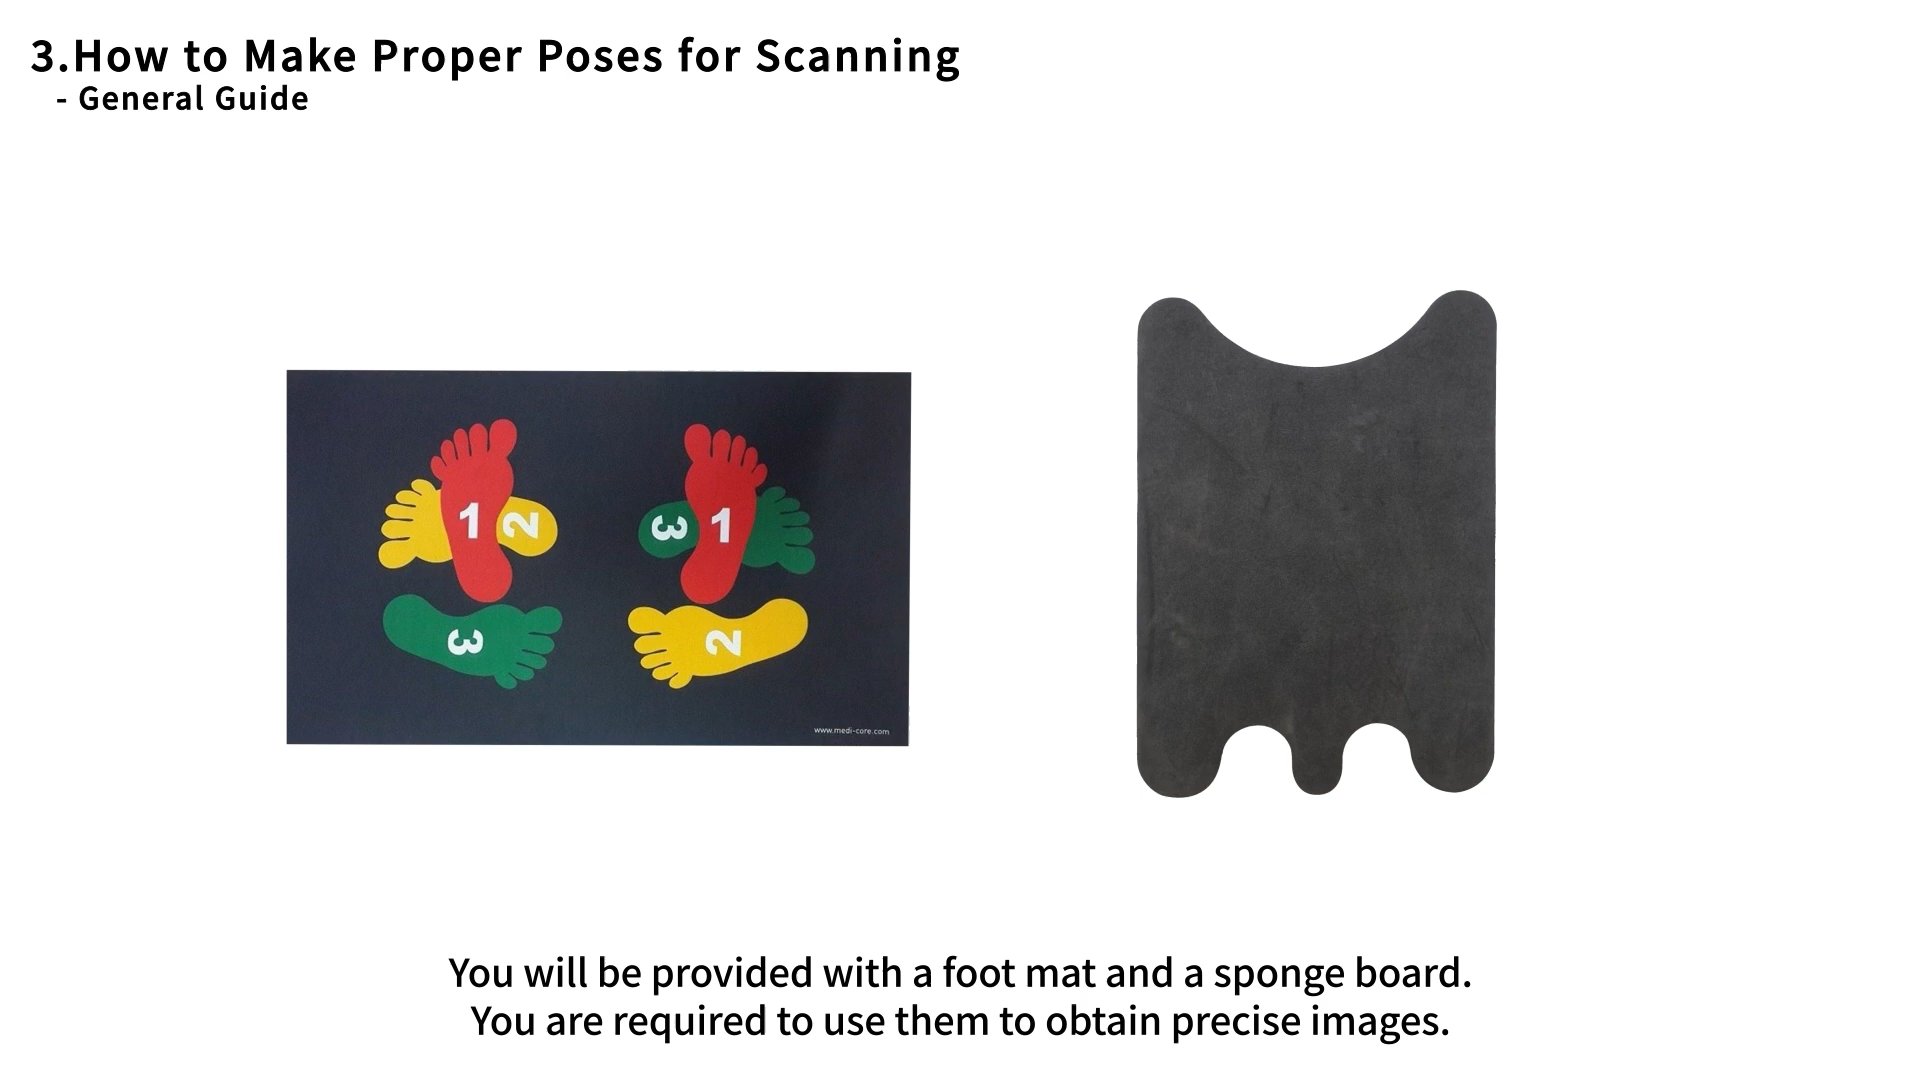 3.How to Make Proper Poses for Scanning
- General Guide
1 2
3 1
3
2
www.medi-core.com
You will be provided with a foot mat and a sponge board.
You are required to use them to obtain precise images.